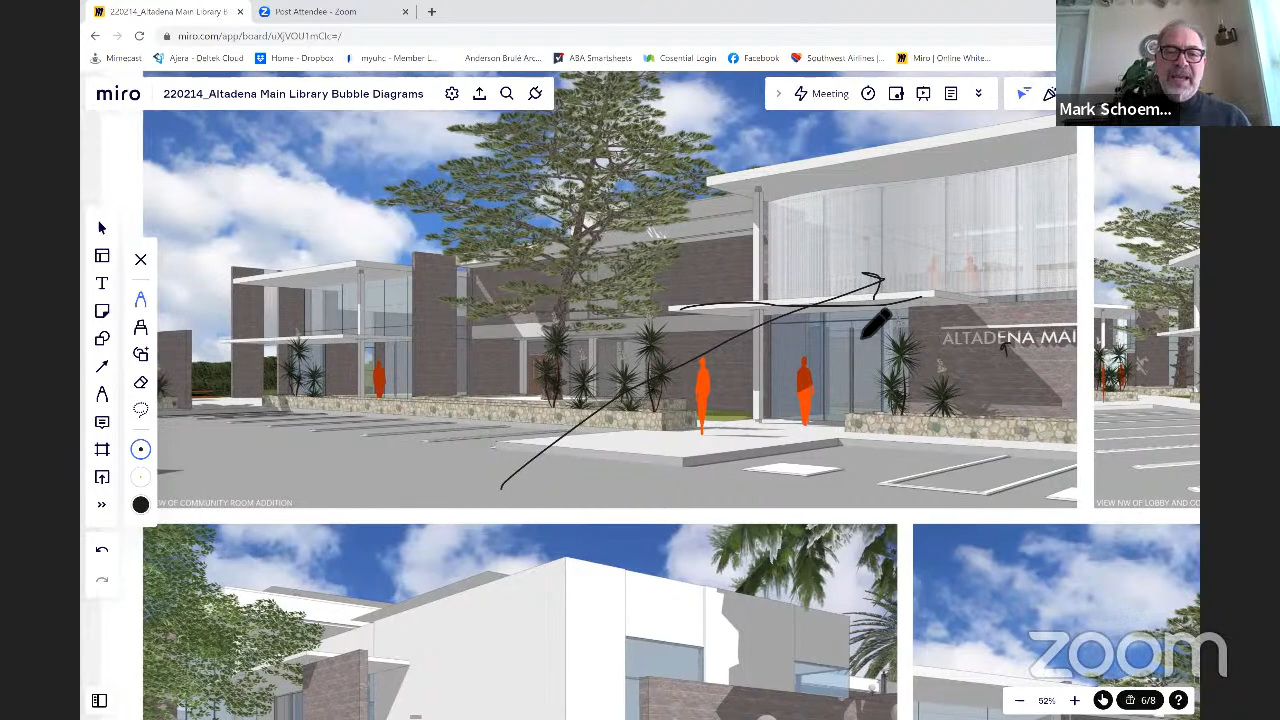 220214_Altadena Main Library B...
Post Attendee - Zoom
miro.com/app/board/uXjVOU1mCIc=/
Mimecast
Ajera - Deltek Cloud
Home - Dropbox
myuhc - Member L...
Anderson Brulé Arc...
ABA Smartsheets
Cosential Login
Facebook
Southwest Airlines |...
Miro | Online White...
miro
220214_Altadena Main Library Bubble Diagrams
Meeting
Mark Schoem...
ALTADENA MAI
W OF COMMUNITY ROOM ADDITION
VIEW NW OF LOBBY AND
zoom
52%
6/8